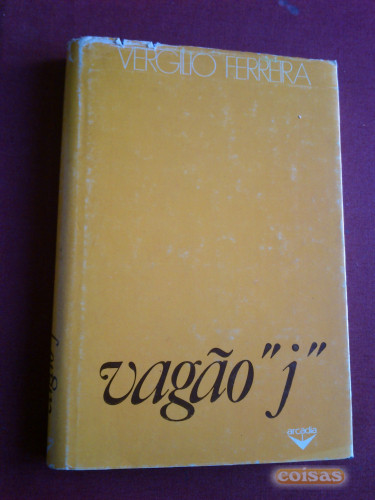 VERGÍLIO FERREIRA
vagão "j"
arcádia
coisas